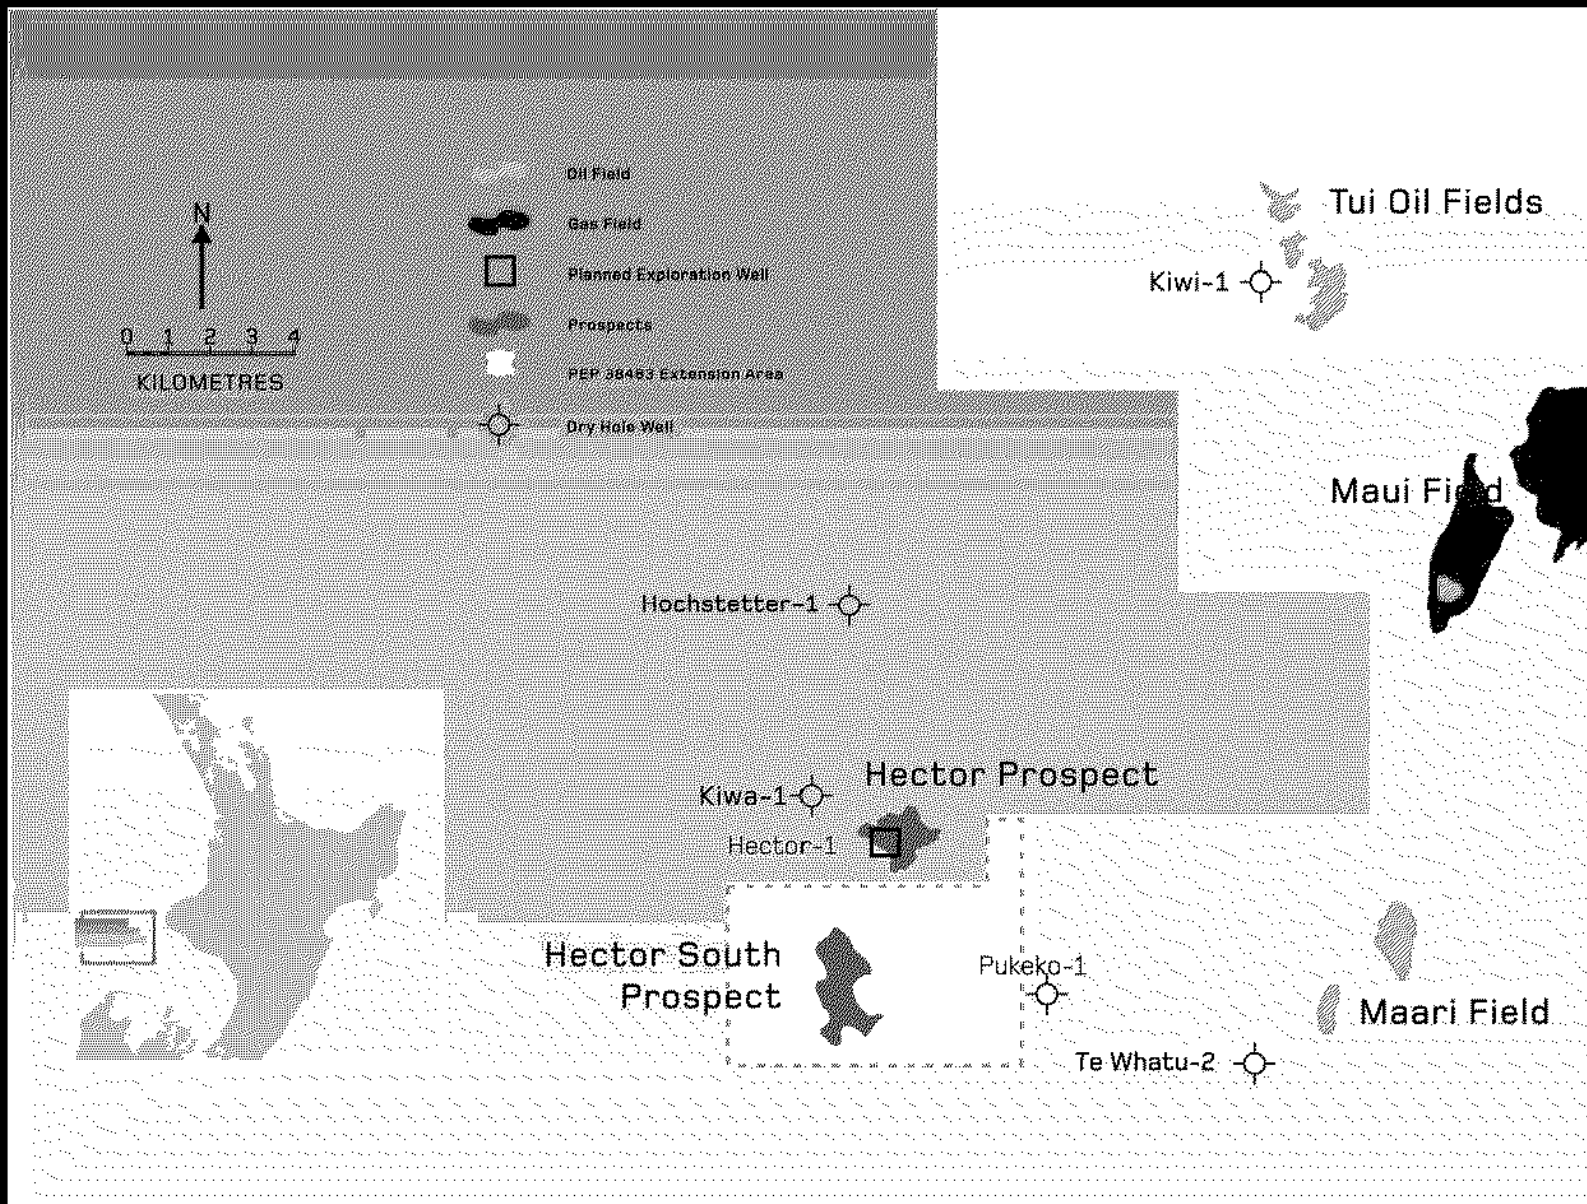 Oil Field
Gas Field
Planned Exploration Well
Prospects
PEP 38483 Extension Area
Dry Hole Well
N
0 1 2 3 4
KILOMETRES
Tui Oil Fields
Kiwi-1
Maui Field
Hochstetter-1
Hector Prospect
Kiwa-1
Hector-1
Hector South
Prospect
Pukeko-1
Maari Field
Te Whatu-2